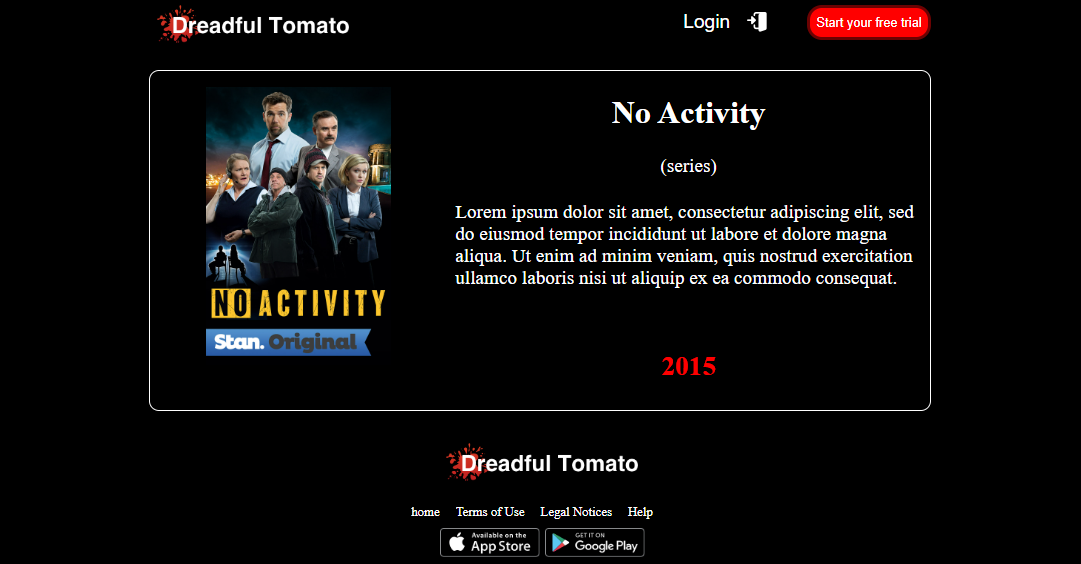 Dreadful Tomato
Login
Start your free trial
No Activity
(series)
Lorem ipsum dolor sit amet, consectetur adipiscing elit, sed
do eiusmod tempor incididunt ut labore et dolore magna
aliqua. Ut enim ad minim veniam, quis nostrud exercitation
ullamco laboris nisi ut aliquip ex ea commodo consequat.
2015
NO ACTIVITY
Stan. Original
Dreadful Tomato
home Terms of Use Legal Notices Help
Available on the
App Store
GET IT ON
Google Play